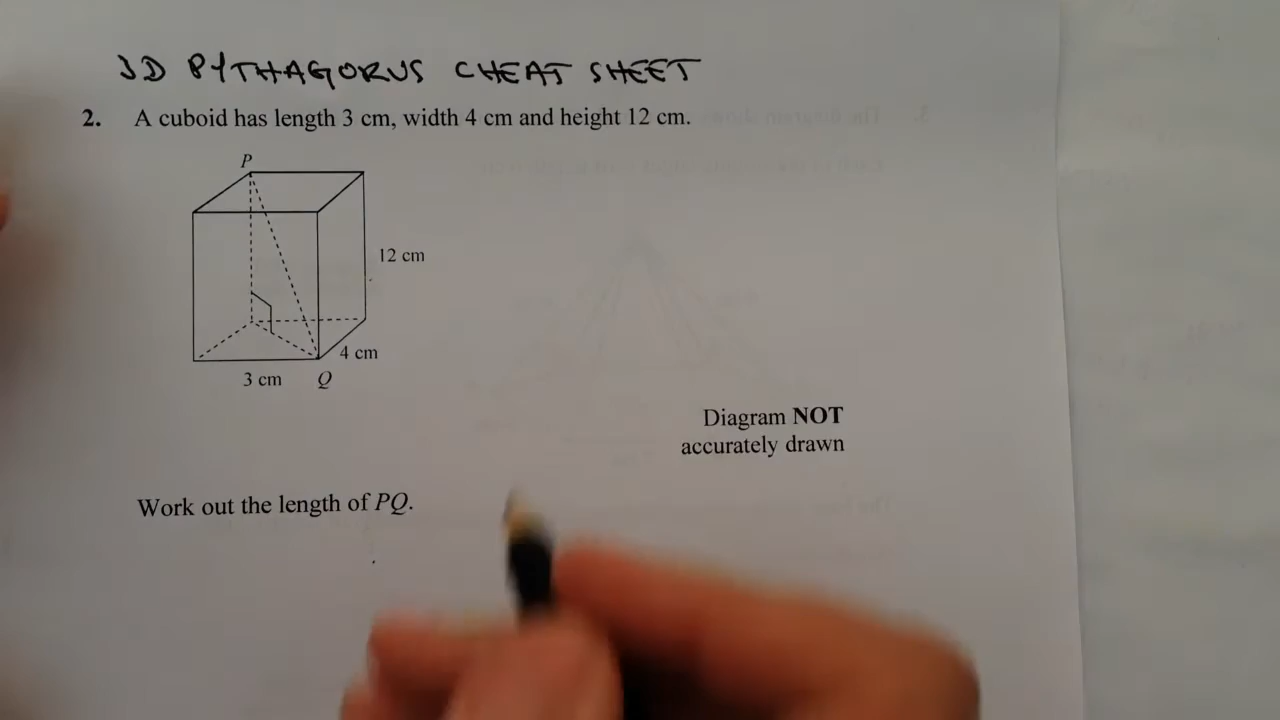 3D PYTHAGORUS CHEAT SHEET
2. A cuboid has length 3 cm, width 4 cm and height 12 cm.
P
12 cm
4 cm
3 cm Q
Diagram NOT
accurately drawn
Work out the length of PQ.